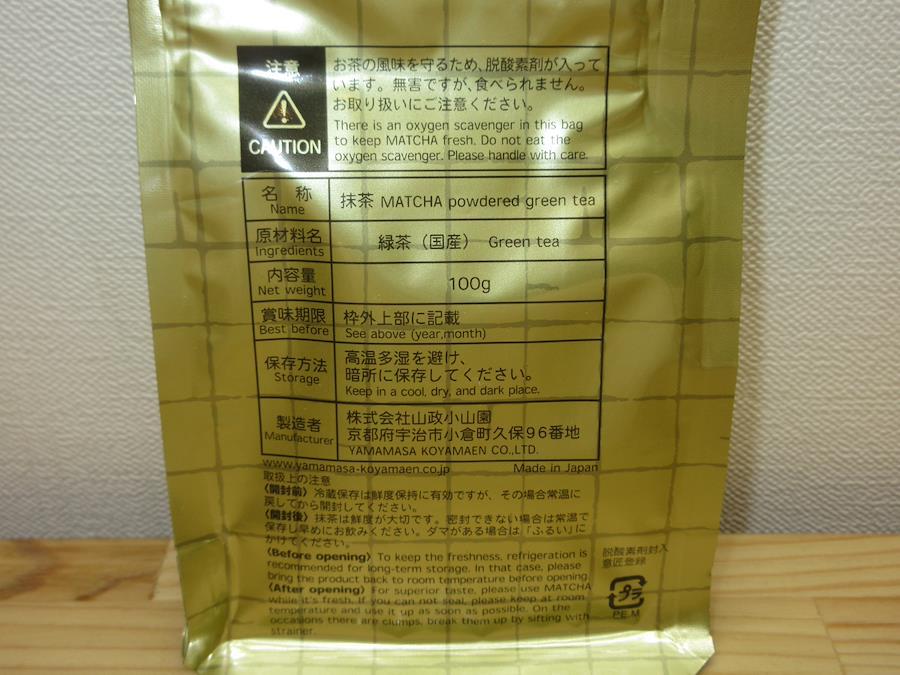 注意
CAUTION
お茶の風味を守るため、脱酸素剤が入って
います。無害ですが、食べられません。
お取り扱いにご注意ください。
There is an oxygen scavenger in this bag
to keep MATCHA fresh. Do not eat the
oxygen scavenger. Please handle with care.
名 称
Name
抹茶 MATCHA powdered green tea
原材料名
Ingredients
緑茶（国産） Green tea
内容量
Net weight
100g
賞味期限
Best before
枠外上部に記載
See above (year,month)
保存方法
Storage
高温多湿を避け、
暗所に保存してください。
Keep in a cool, dry, and dark place.
製造者
Manufacturer
株式会社山政小山園
京都府宇治市小倉町久保96番地
YAMAMASA KOYAMAEN CO.,LTD.
www.yamamasa-koyamaen.co.jp Made in Japan
取扱上の注意
〈開封前〉冷蔵保存は鮮度保持に有効ですが、その場合常温に
戻してから開封してください。
〈開封後〉抹茶は鮮度が大切です。密封できない場合は常温で
保存し早めにお飲みください。ダマがある場合は「ふるい」に
かけてください。
〈Before opening〉To keep the freshness, refrigeration is
recommended for long-term storage. In that case, please
bring the product back to room temperature before opening.
〈After opening〉For superior taste, please use MATCHA
while it's fresh. If you can not seal, please keep at room
temperature and use it up as soon as possible. On the
occasions there are clumps, break them up by sifting with
strainer.
脱酸素剤封入
意匠登録
プラ
PE.M